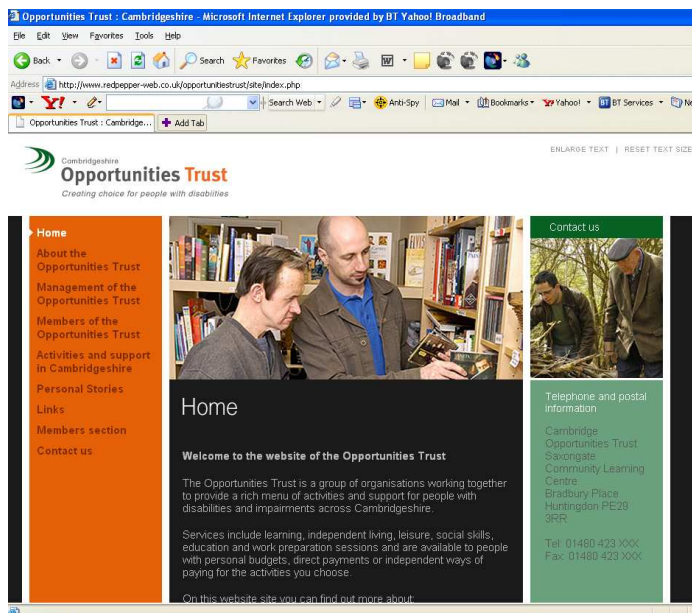 Opportunities Trust : Cambridgeshire - Microsoft Internet Explorer provided by BT Yahoo! Broadband
File Edit View Favorites Tools Help
Back Search Favorites
Address http://www.redpepper-web.co.uk/opportunitiestrust/site/index.php
Y! Search Web Anti-Spy Mail Bookmarks Yahoo! BT BT Services
Opportunities Trust : Cambridge... Add Tab
ENLARGE TEXT | RESET TEXT SIZE
Cambridgeshire
Opportunities Trust
Creating choice for people with disabilities
Home
About the
Opportunities Trust
Management of the
Opportunities Trust
Members of the
Opportunities Trust
Activities and support
in Cambridgeshire
Personal Stories
Links
Members section
Contact us
ELVIS
Home
Welcome to the website of the Opportunities Trust
The Opportunities Trust is a group of organisations working together
to provide a rich menu of activities and support for people with
disabilities and impairments across Cambridgeshire.
Services include learning, independent living, leisure, social skills,
education and work preparation sessions and are available to people
with personal budgets, direct payments or independent ways of
paying for the activities you choose.
On this website site you can find out more about:
Contact us
Telephone and postal
information
Cambridge
Opportunities Trust
Saxongate
Community Learning
Centre
Bradbury Place
Huntingdon PE29
3RR
Tel: 01480 423 XXX
Fax: 01480 423 XXX